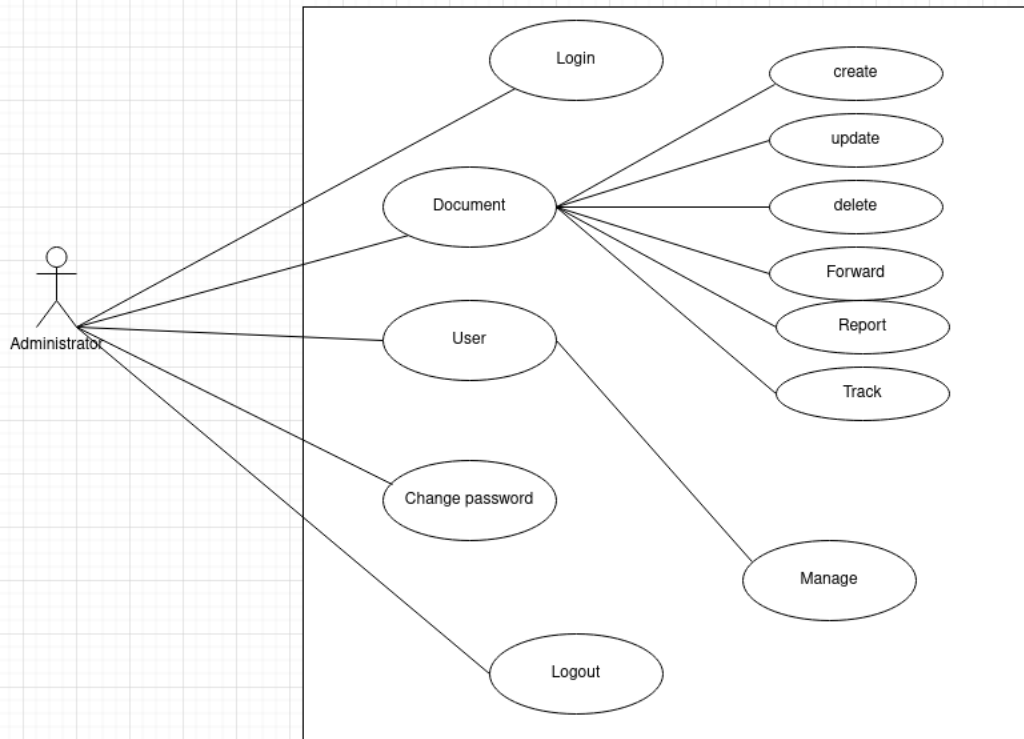 Login
create
update
Document
delete
Forward
Administrator
User
Report
Track
Change password
Manage
Logout